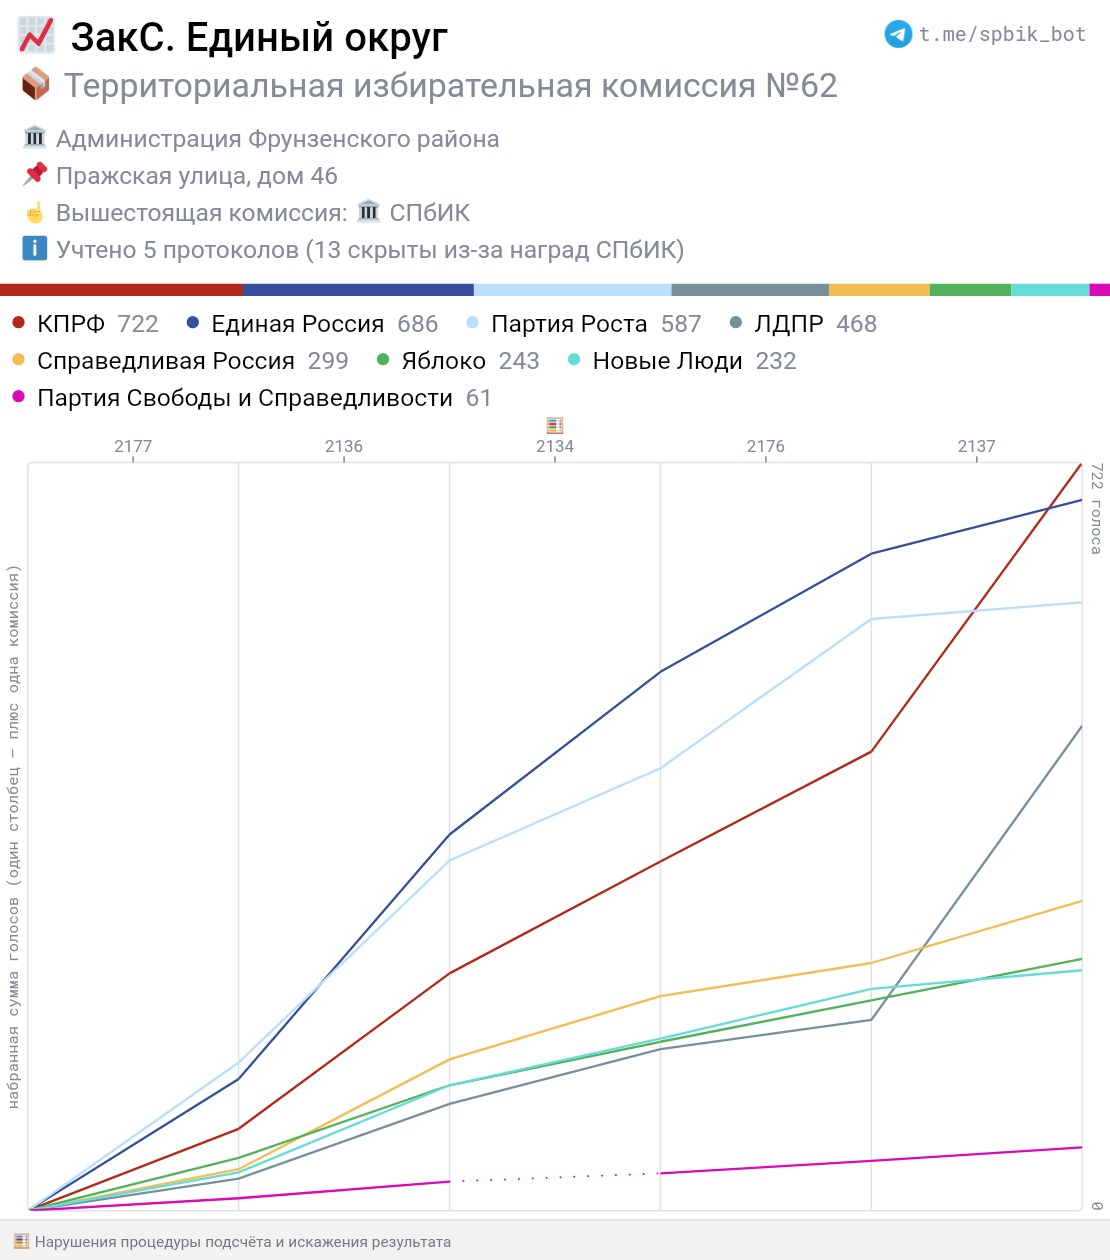 ЗакС. Единый округ
t.me/spbik_bot
Территориальная избирательная комиссия №62
Администрация Фрунзенского района
Пражская улица, дом 46
Вышестоящая комиссия: СПбИК
Учтено 5 протоколов (13 скрыты из-за наград СПбИК)
КПРФ 722 Единая Россия 686 Партия Роста 587 ЛДПР 468
Справедливая Россия 299 Яблоко 243 Новые Люди 232
Партия Свободы и Справедливости 61
2177 2136 2134 2176 2137
722 голоса
набранная сумма голосов (один столбец – плюс одна комиссия)
0
Нарушения процедуры подсчёта и искажения результата